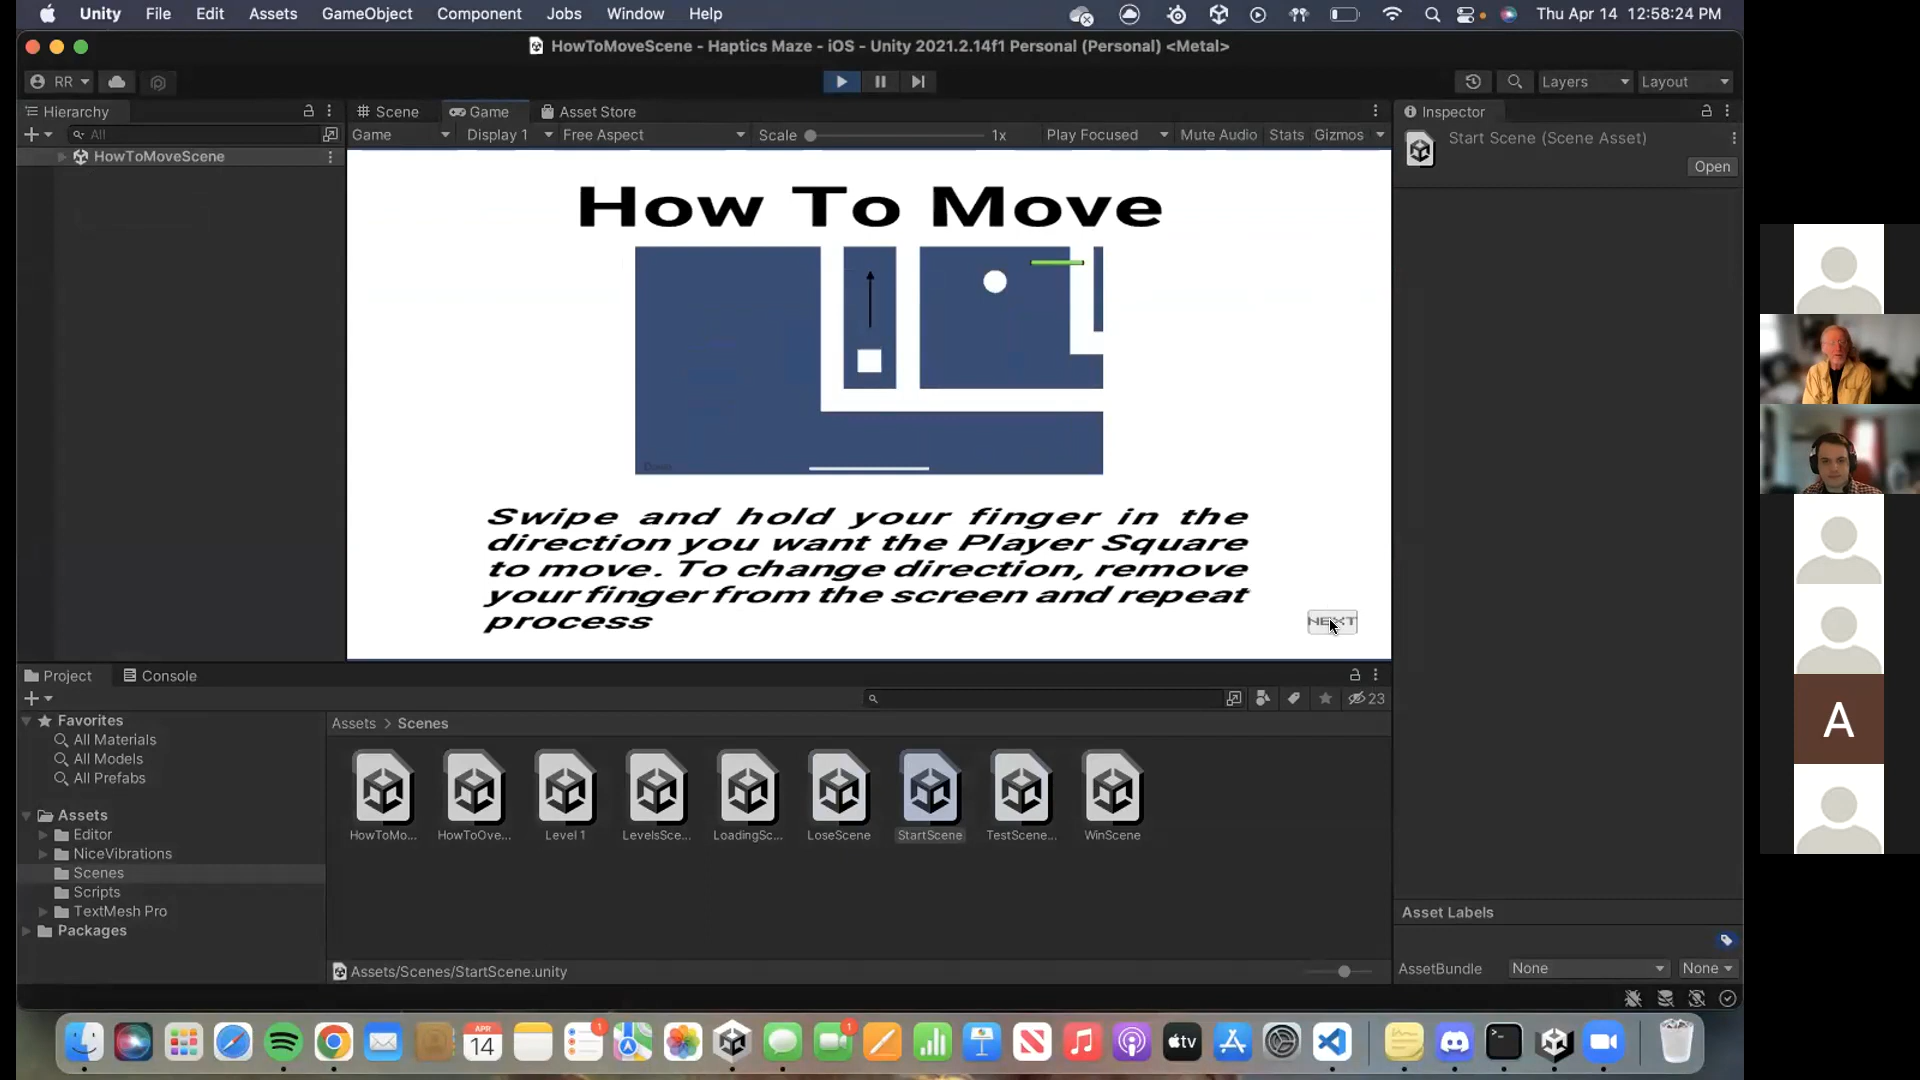 Unity File Edit Assets GameObject Component Jobs Window Help
Thu Apr 14 12:58:24 PM
HowToMoveScene - Haptics Maze - iOS - Unity 2021.2.14f1 Personal (Personal) <Metal>
RR
Layers
Layout
Hierarchy
All
HowToMoveScene
Scene
Game
Asset Store
Game
Display 1
Free Aspect
Scale
1x
Play Focused
Mute Audio
Stats
Gizmos
How To Move
Swipe and hold your finger in the
direction you want the Player Square
to move. To change direction, remove
your finger from the screen and repeat
process
NEXT
Inspector
Start Scene (Scene Asset)
Open
Project
Console
23
Favorites
All Materials
All Models
All Prefabs
Assets
Editor
NiceVibrations
Scenes
Scripts
TextMesh Pro
Packages
Assets > Scenes
HowToMo...
HowToOve...
Level 1
LevelsSce...
LoadingSc...
LoseScene
StartScene
TestScene...
WinScene
Assets/Scenes/StartScene.unity
Asset Labels
AssetBundle
None
None
A
APR
14
1
1
tv